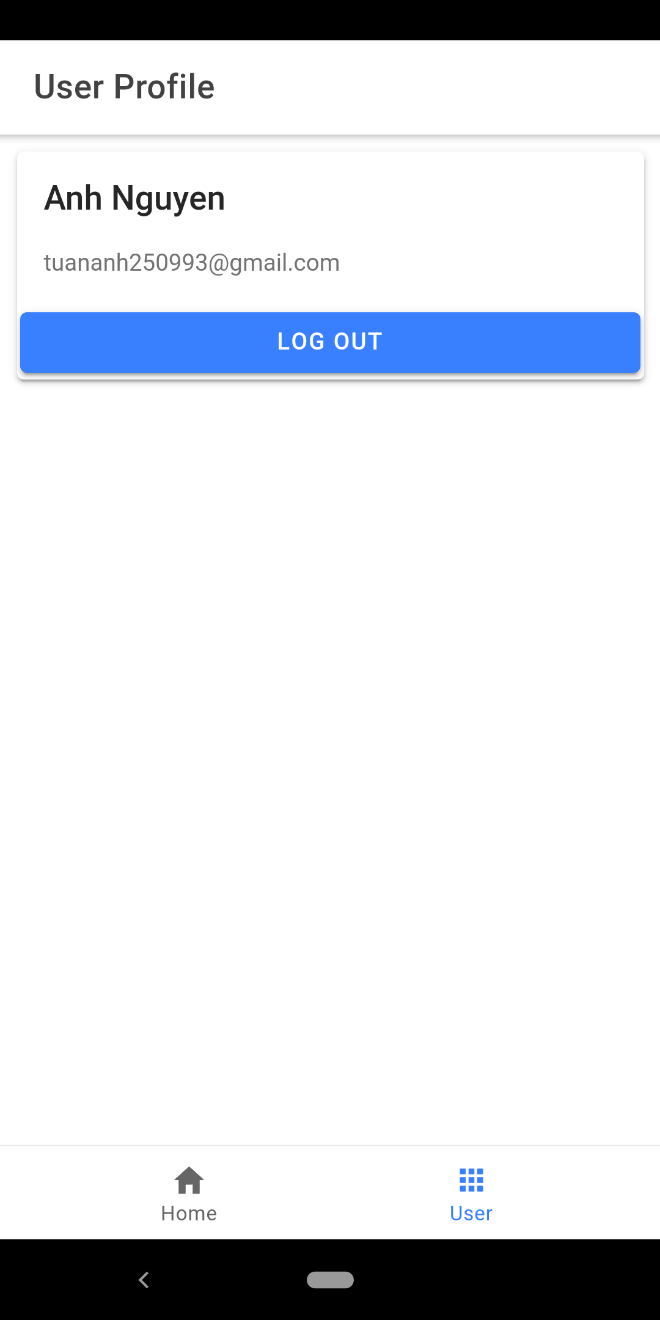 User Profile
Anh Nguyen
tuananh250993@gmail.com
LOG OUT
Home
User